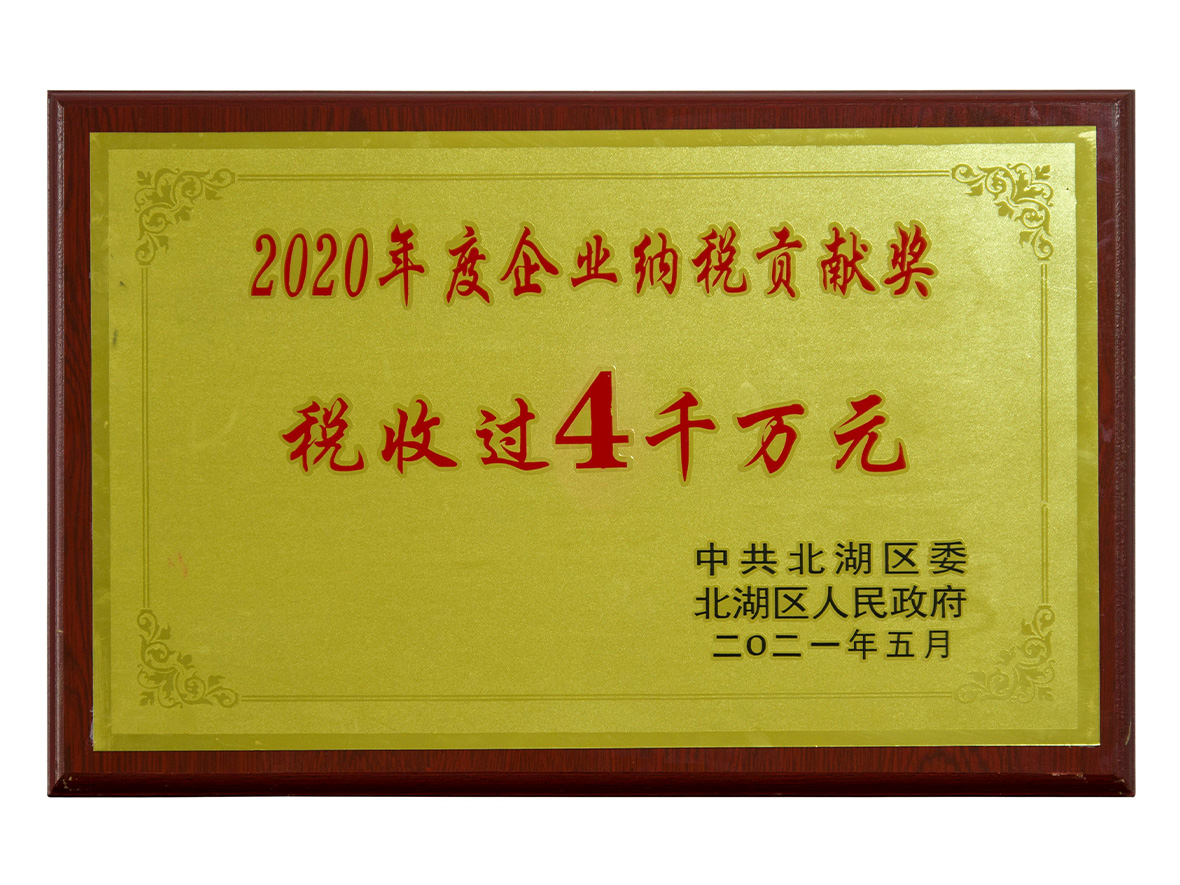 2020年度企业纳税贡献奖
税收过4千万元
中共北湖区委
北湖区人民政府
二O二一年五月